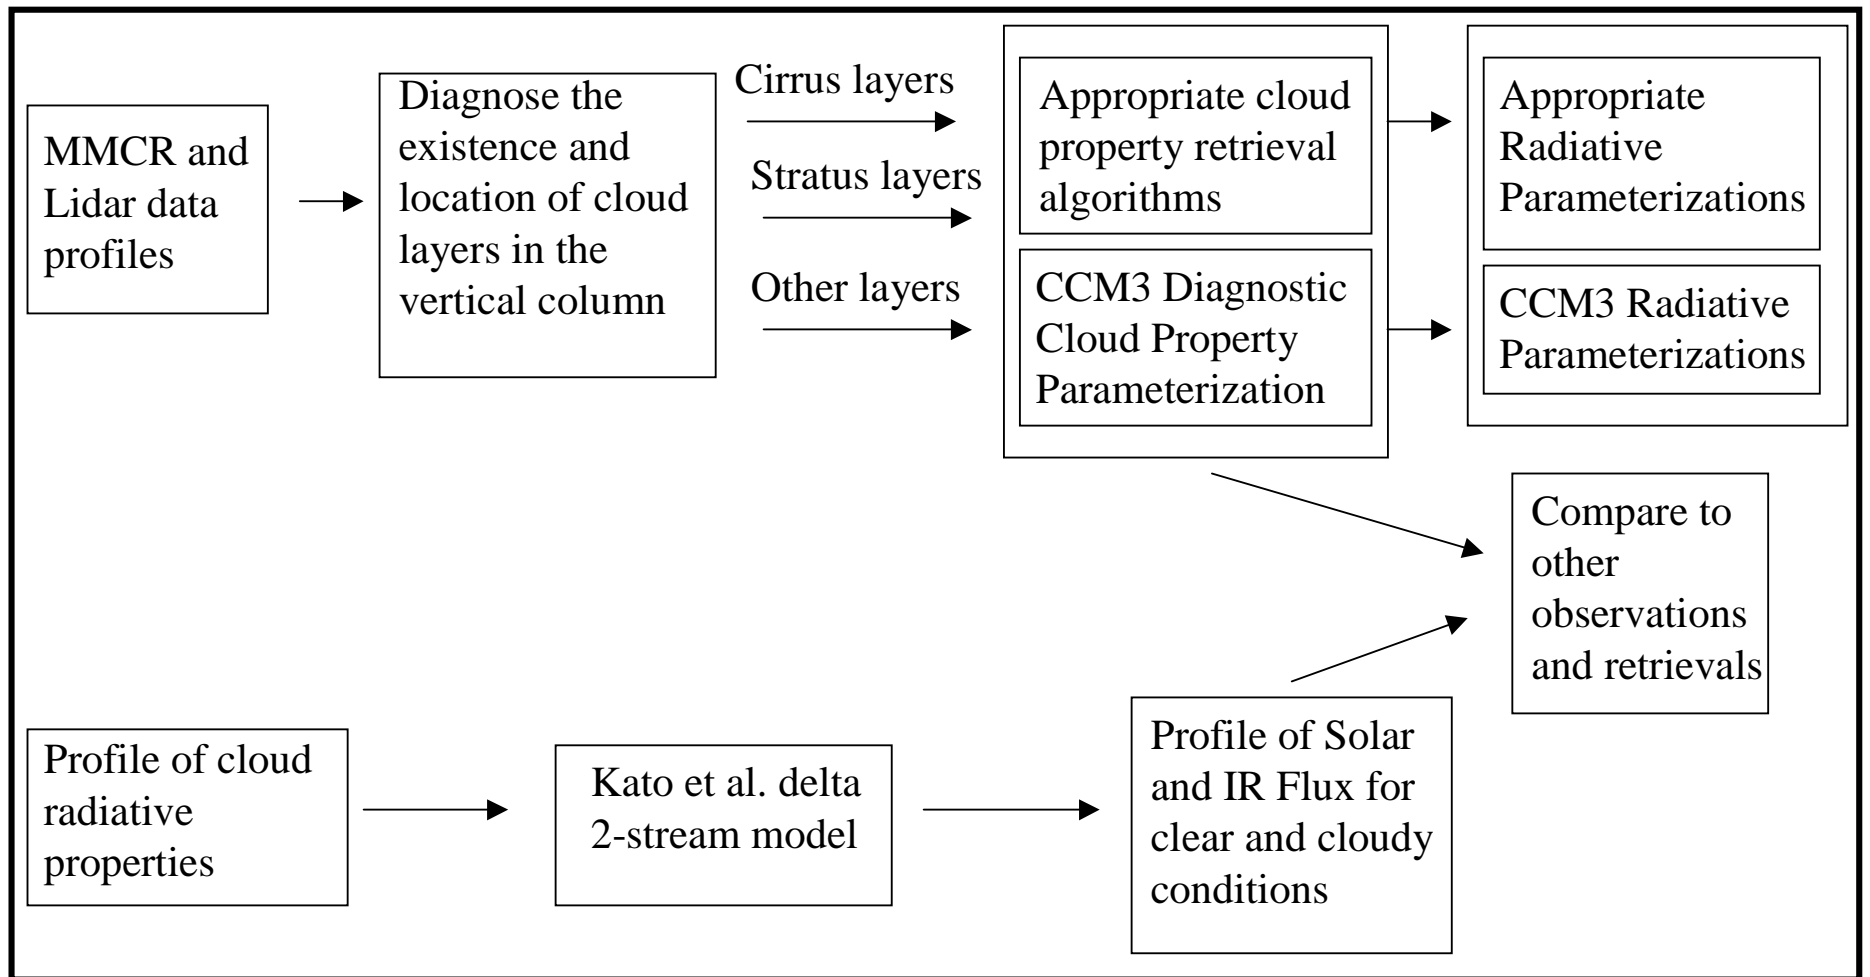 MMCR and
Lidar data
profiles
Diagnose the
existence and
location of cloud
layers in the
vertical column
Cirrus layers
Stratus layers
Other layers
Appropriate cloud
property retrieval
algorithms
CCM3 Diagnostic
Cloud Property
Parameterization
Appropriate
Radiative
Parameterizations
CCM3 Radiative
Parameterizations
Compare to
other
observations
and retrievals
Profile of cloud
radiative
properties
Kato et al. delta
2-stream model
Profile of Solar
and IR Flux for
clear and cloudy
conditions